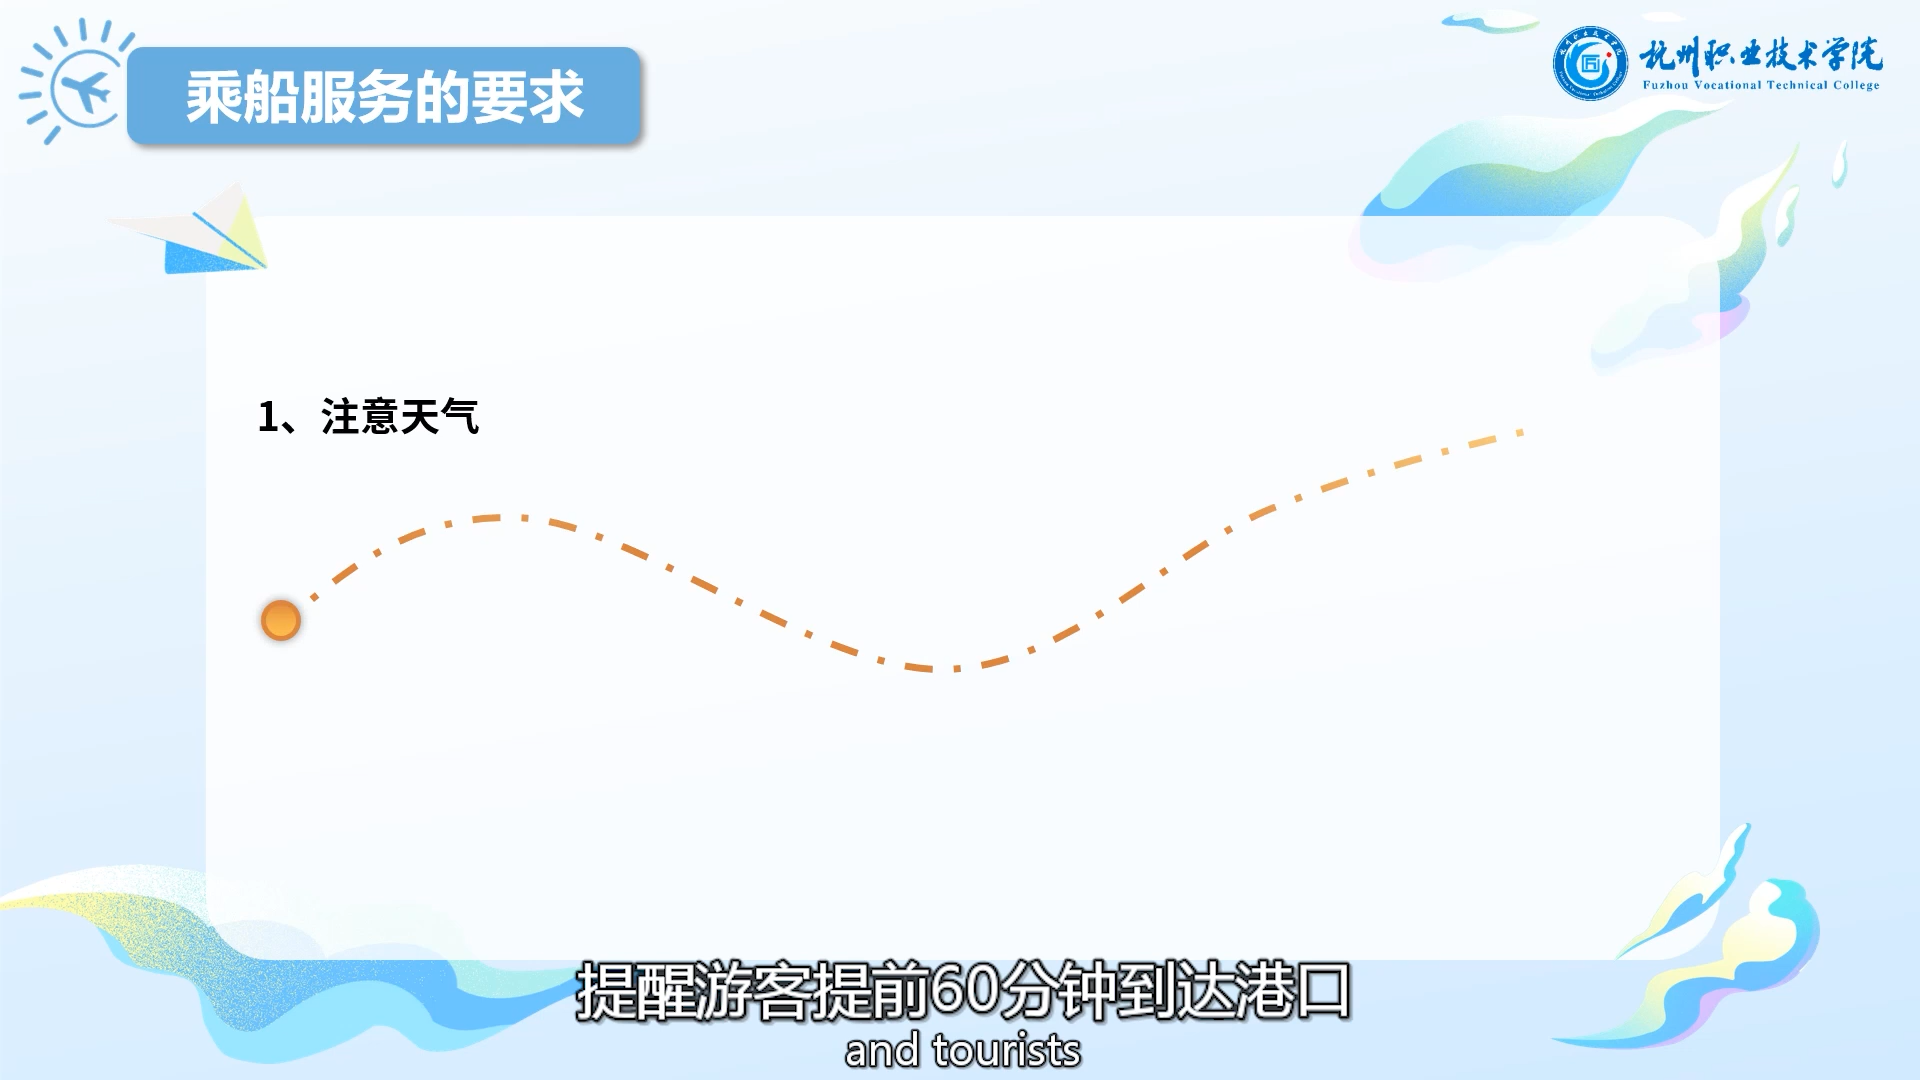 乘船服务的要求
杭州职业技术学院
Fuzhou Vocational Technical College
1、注意天气
提醒游客提前60分钟到达港口
and tourists